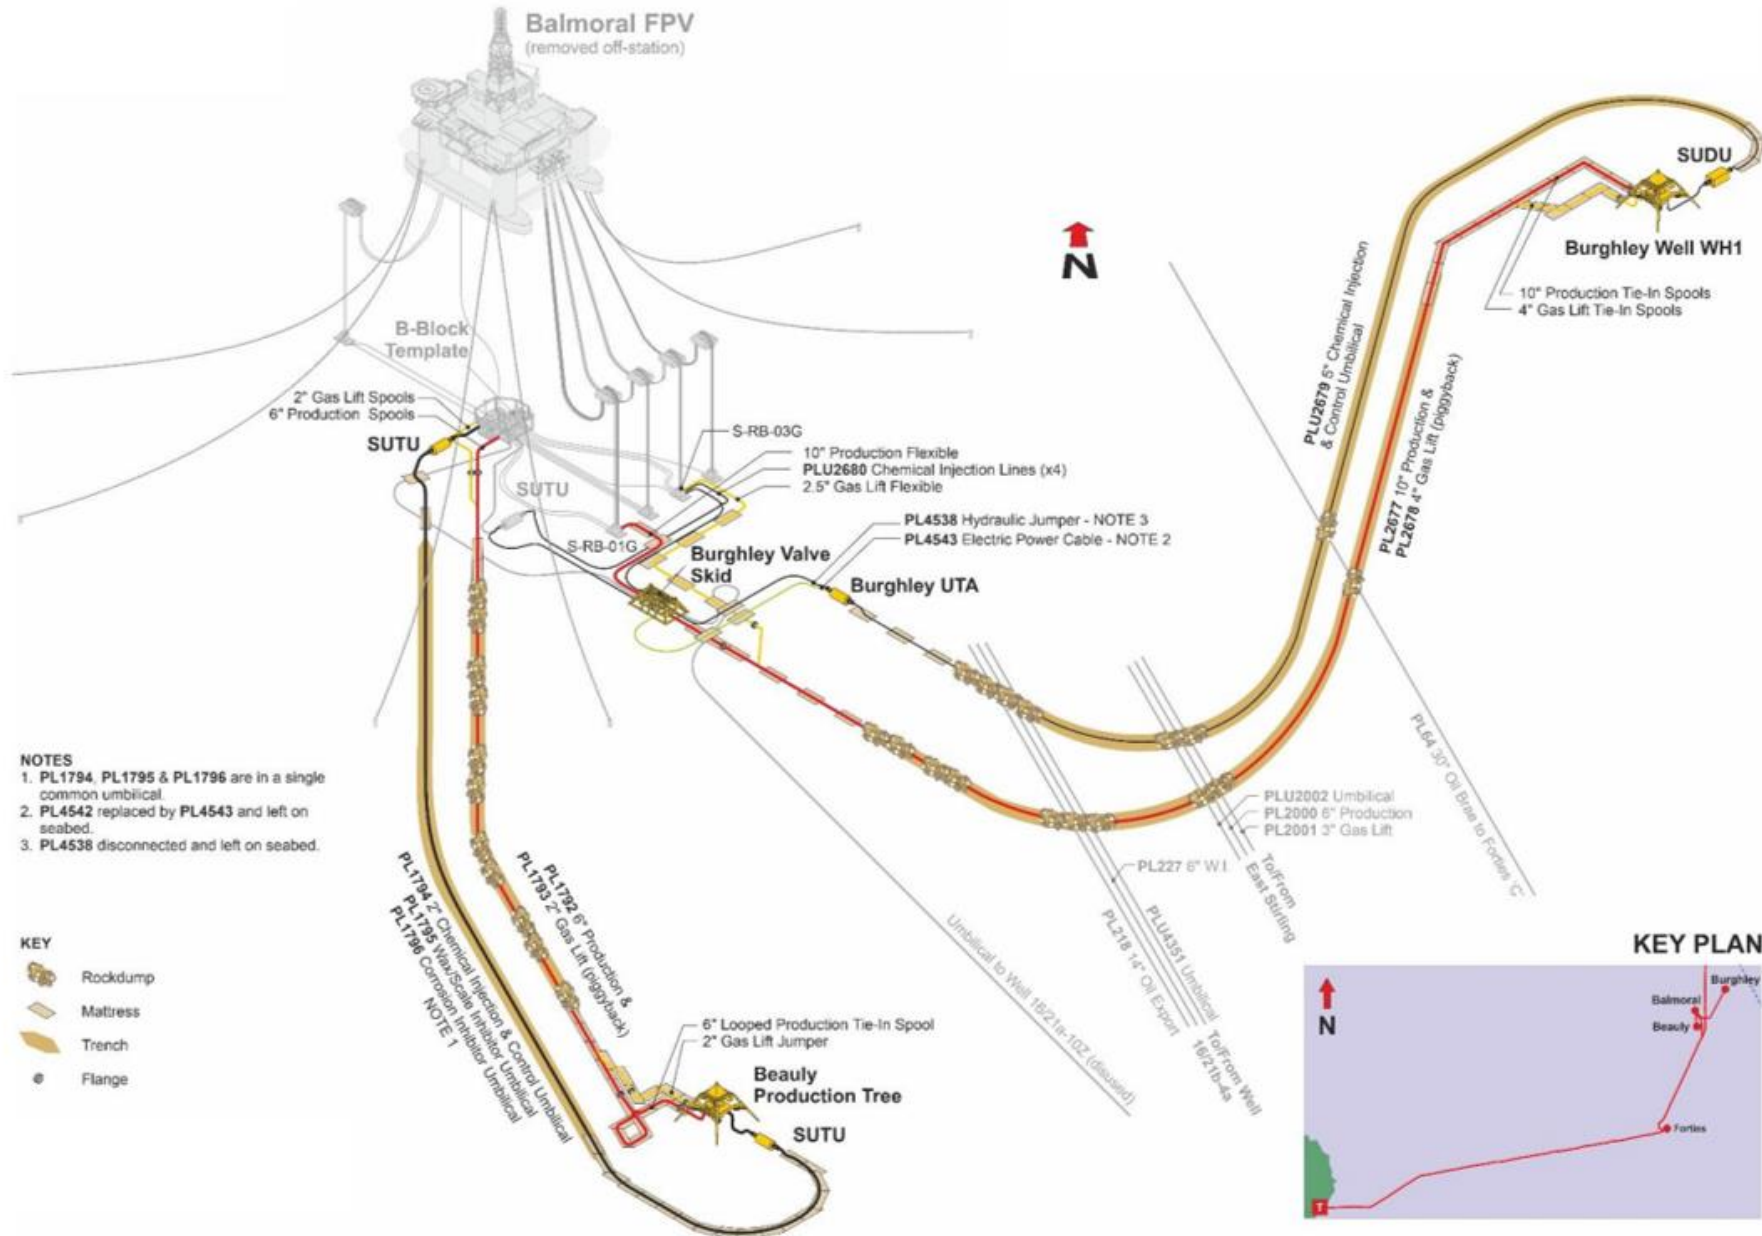 Balmoral FPV
(removed off-station)
SUDU
Burghley Well WH1
N
10" Production Tie-In Spools
4" Gas Lift Tie-In Spools
B-Block
Template
2" Gas Lift Spools
6" Production Spools
SUTU
S-RB-03G
10" Production Flexible
PLU2680 Chemical Injection Lines (x4)
2.5" Gas Lift Flexible
SUTU
S-RB-01G
PL4538 Hydraulic Jumper - NOTE 3
PL4543 Electric Power Cable - NOTE 2
Burghley Valve
Skid
Burghley UTA
PLU2679 5" Chemical Injection
& Control Umbilical
PL2677 10" Production &
PL2678 4" Gas Lift (piggyback)
PL64 30" Oil Brae to Forties 'C'
PLU2002 Umbilical
PL2000 6" Production
PL2001 3" Gas Lift
To/From
East Stirling
PL227 6" W.I.
PLU4351 Umbilical
PL218 14" Oil Export
To/From Well
16/21b-4a
Umbilical to Well 16/21a-10Z (disused)
NOTES
1. PL1794, PL1795 & PL1796 are in a single
common umbilical.
2. PL4542 replaced by PL4543 and left on
seabed.
3. PL4538 disconnected and left on seabed.
PL1792 6" Production &
PL1793 2" Gas Lift (piggyback)
PL1794 2" Chemical Injection & Control Umbilical
PL1795 Wax/Scale Inhibitor Umbilical
PL1796 Corrosion Inhibitor Umbilical
NOTE 1
6" Looped Production Tie-In Spool
2" Gas Lift Jumper
Beauly
Production Tree
SUTU
KEY
Rockdump
Mattress
Trench
Flange
KEY PLAN
N
Burghley
Balmoral
Beauly
Forties
T